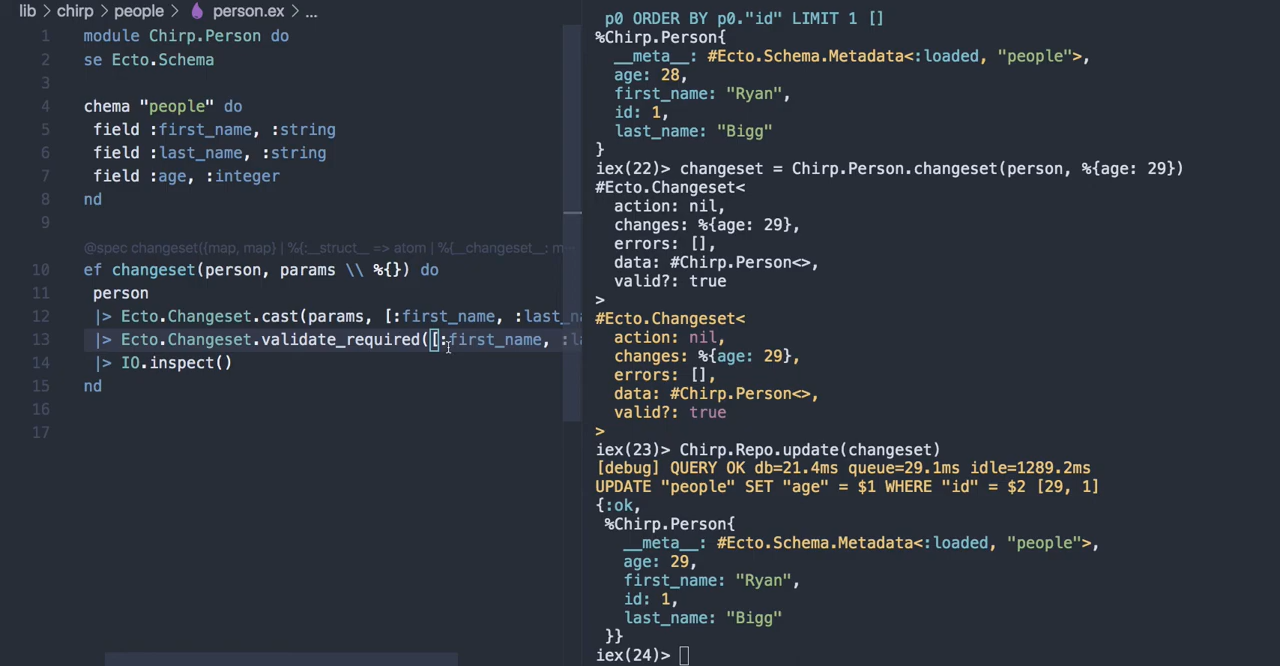 lib > chirp > people > person.ex > ...
1 module Chirp.Person do
2 se Ecto.Schema
3
4 chema "people" do
5 field :first_name, :string
6 field :last_name, :string
7 field :age, :integer
8 nd
9
@spec changeset({map, map} | %{:__struct__ => atom | %{__changeset__: m
10 ef changeset(person, params \\ %{}) do
11 person
12 |> Ecto.Changeset.cast(params, [:first_name, :last_na
13 |> Ecto.Changeset.validate_required([:first_name, :la
14 |> IO.inspect()
15 nd
16
17
p0 ORDER BY p0."id" LIMIT 1 []
%Chirp.Person{
__meta__: #Ecto.Schema.Metadata<:loaded, "people">,
age: 28,
first_name: "Ryan",
id: 1,
last_name: "Bigg"
}
iex(22)> changeset = Chirp.Person.changeset(person, %{age: 29})
#Ecto.Changeset<
action: nil,
changes: %{age: 29},
errors: [],
data: #Chirp.Person<>,
valid?: true
>
#Ecto.Changeset<
action: nil,
changes: %{age: 29},
errors: [],
data: #Chirp.Person<>,
valid?: true
>
iex(23)> Chirp.Repo.update(changeset)
[debug] QUERY OK db=21.4ms queue=29.1ms idle=1289.2ms
UPDATE "people" SET "age" = $1 WHERE "id" = $2 [29, 1]
{:ok,
%Chirp.Person{
__meta__: #Ecto.Schema.Metadata<:loaded, "people">,
age: 29,
first_name: "Ryan",
id: 1,
last_name: "Bigg"
}}
iex(24)>